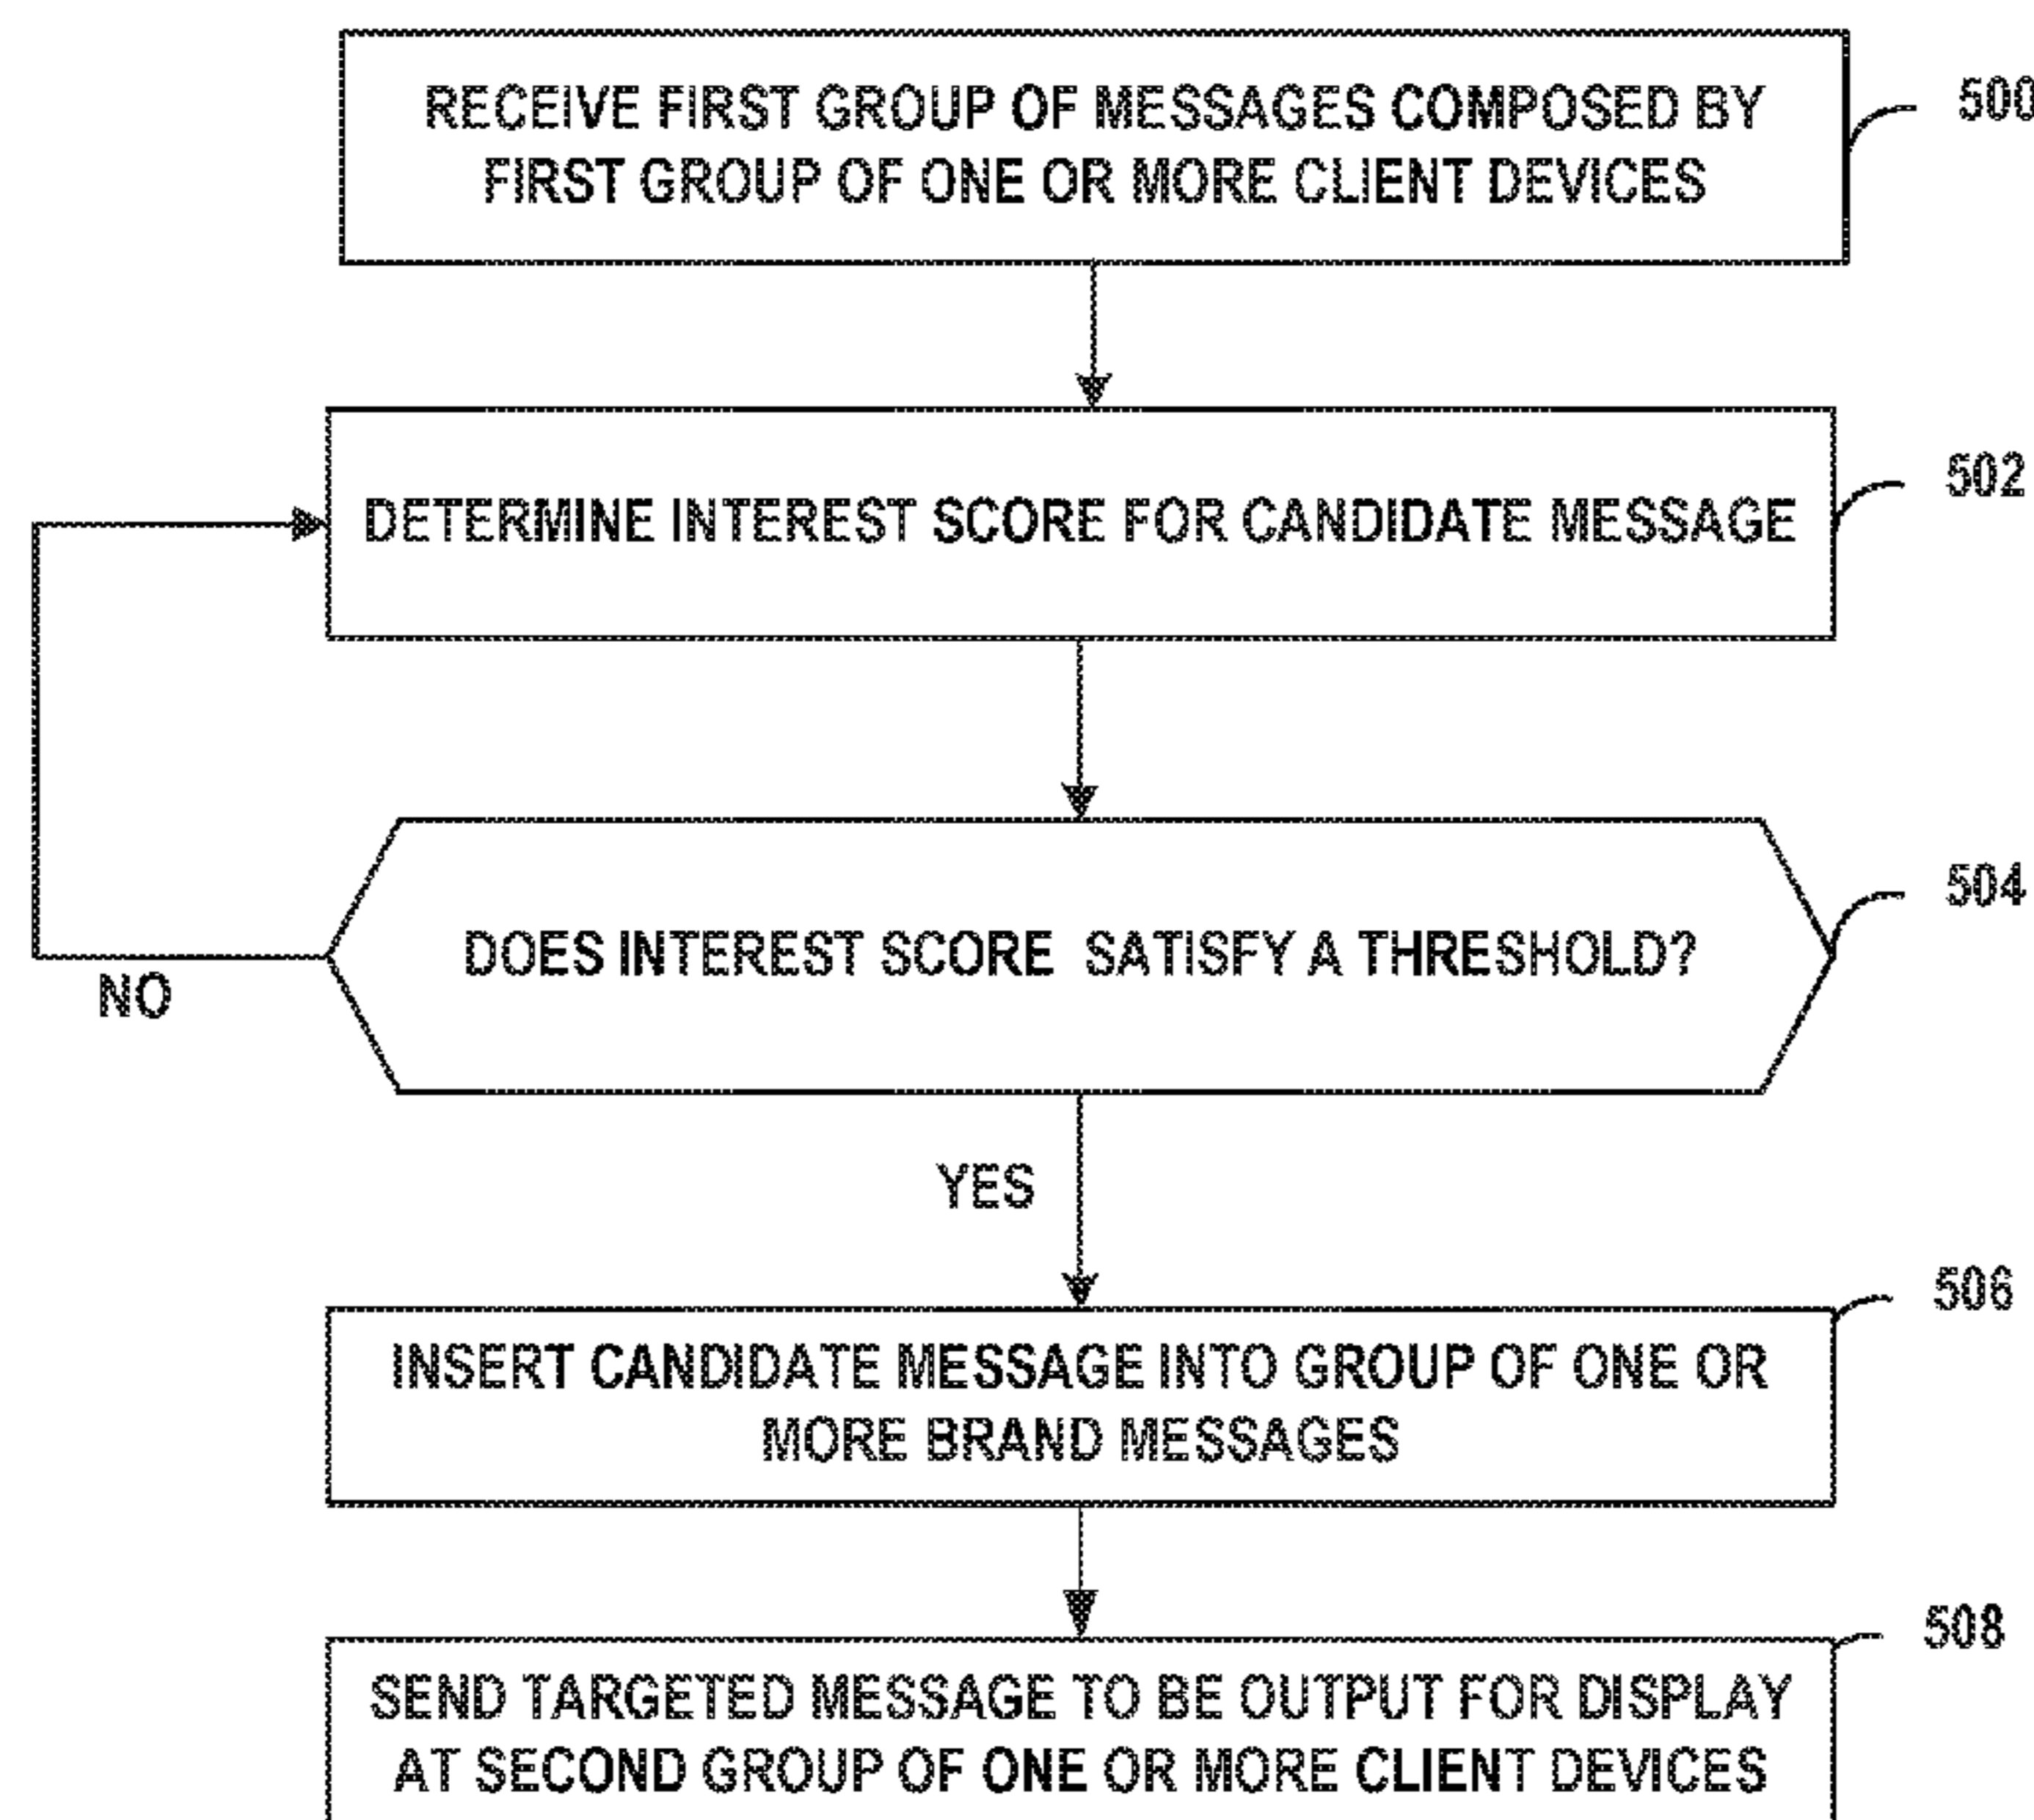 RECEIVE FIRST GROUP OF MESSAGES COMPOSED BY
FIRST GROUP OF ONE OR MORE CLIENT DEVICES
500
DETERMINE INTEREST SCORE FOR CANDIDATE MESSAGE
502
DOES INTEREST SCORE SATISFY A THRESHOLD?
504
NO
YES
506
INSERT CANDIDATE MESSAGE INTO GROUP OF ONE OR
MORE BRAND MESSAGES
508
SEND TARGETED MESSAGE TO BE OUTPUT FOR DISPLAY
AT SECOND GROUP OF ONE OR MORE CLIENT DEVICES